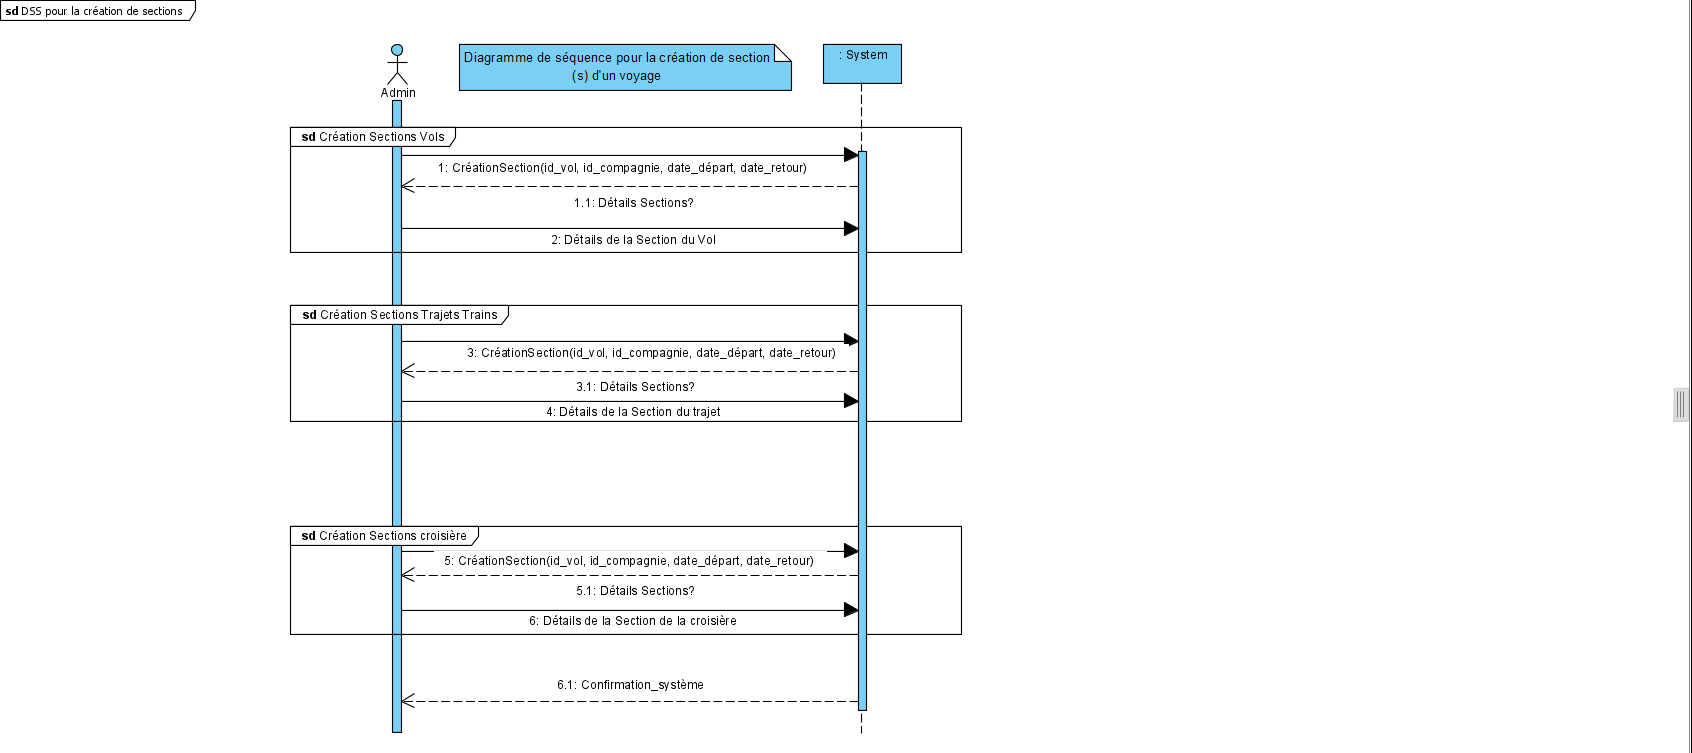 sd DSS pour la création de sections
Diagramme de séquence pour la création de section
(s) d'un voyage
: System
Admin
sd Création Sections Vols
1: CréationSection(id_vol, id_compagnie, date_départ, date_retour)
1.1: Détails Sections?
2: Détails de la Section du Vol
sd Création Sections Trajets Trains
3: CréationSection(id_vol, id_compagnie, date_départ, date_retour)
3.1: Détails Sections?
4: Détails de la Section du trajet
sd Création Sections croisière
5: CréationSection(id_vol, id_compagnie, date_départ, date_retour)
5.1: Détails Sections?
6: Détails de la Section de la croisière
6.1: Confirmation_système